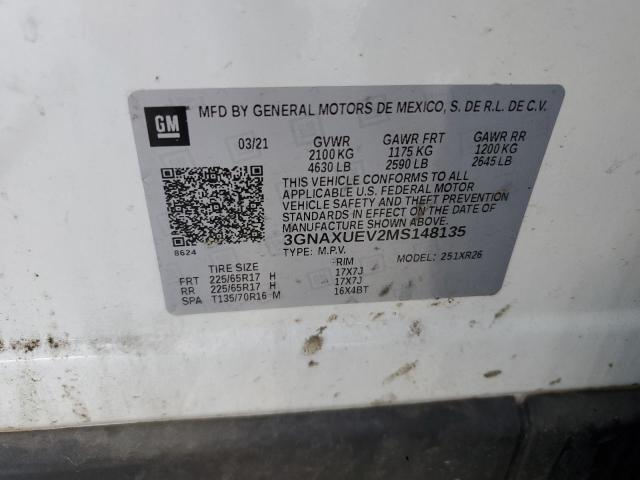 GM
MFD BY GENERAL MOTORS DE MEXICO, S. DE R.L. DE C.V.
03/21 GVWR GAWR FRT GAWR RR
2100 KG 1175 KG 1200 KG
4630 LB 2590 LB 2645 LB
THIS VEHICLE CONFORMS TO ALL
APPLICABLE U.S. FEDERAL MOTOR
VEHICLE SAFETY AND THEFT PREVENTION
STANDARDS IN EFFECT ON THE DATE OF
MANUFACTURE SHOWN ABOVE.
3GNAXUEV2MS148135
8624
TYPE: M.P.V. MODEL: 251XR26
TIRE SIZE RIM
FRT 225/65R17 H 17X7J
RR 225/65R17 H 17X7J
SPA T135/70R16 M 16X4BT